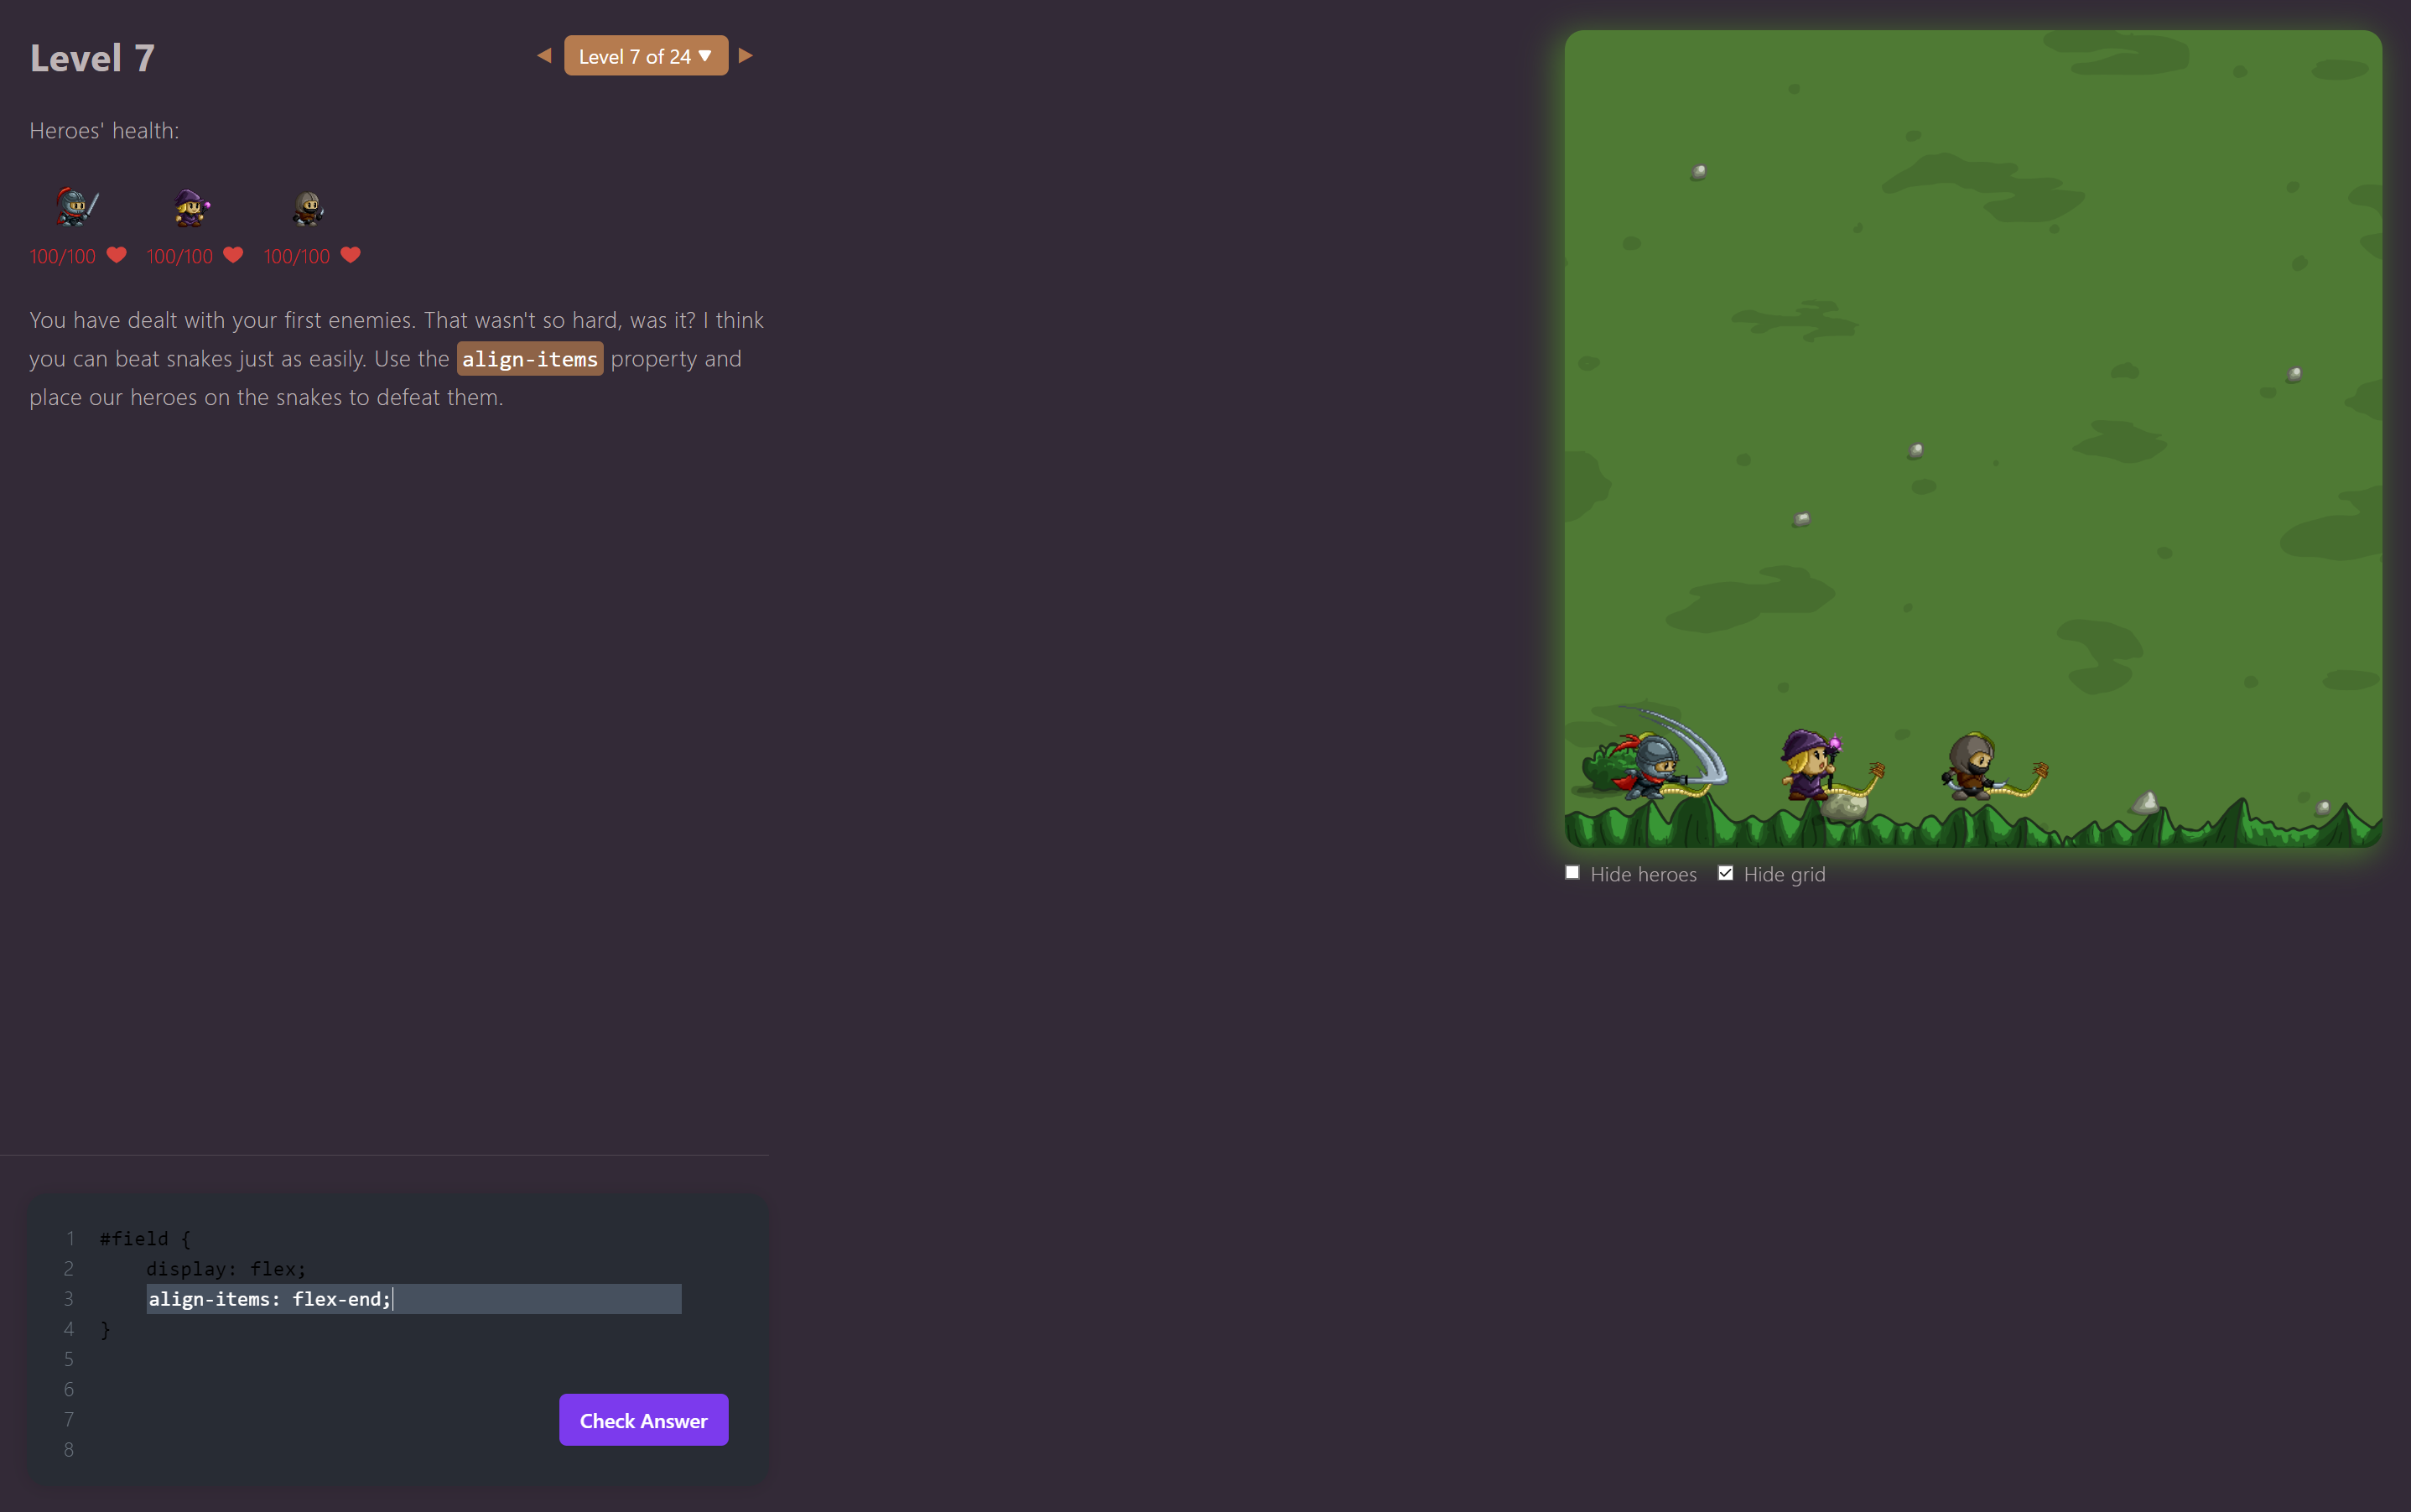 Level 7
Level 7 of 24 ▼
Heroes' health:
100/100 100/100 100/100
You have dealt with your first enemies. That wasn't so hard, was it? I think
you can beat snakes just as easily. Use the align-items property and
place our heroes on the snakes to defeat them.
Hide heroes Hide grid
1 #field {
2 display: flex;
3 align-items: flex-end;
4 }
5
6
7
8
Check Answer